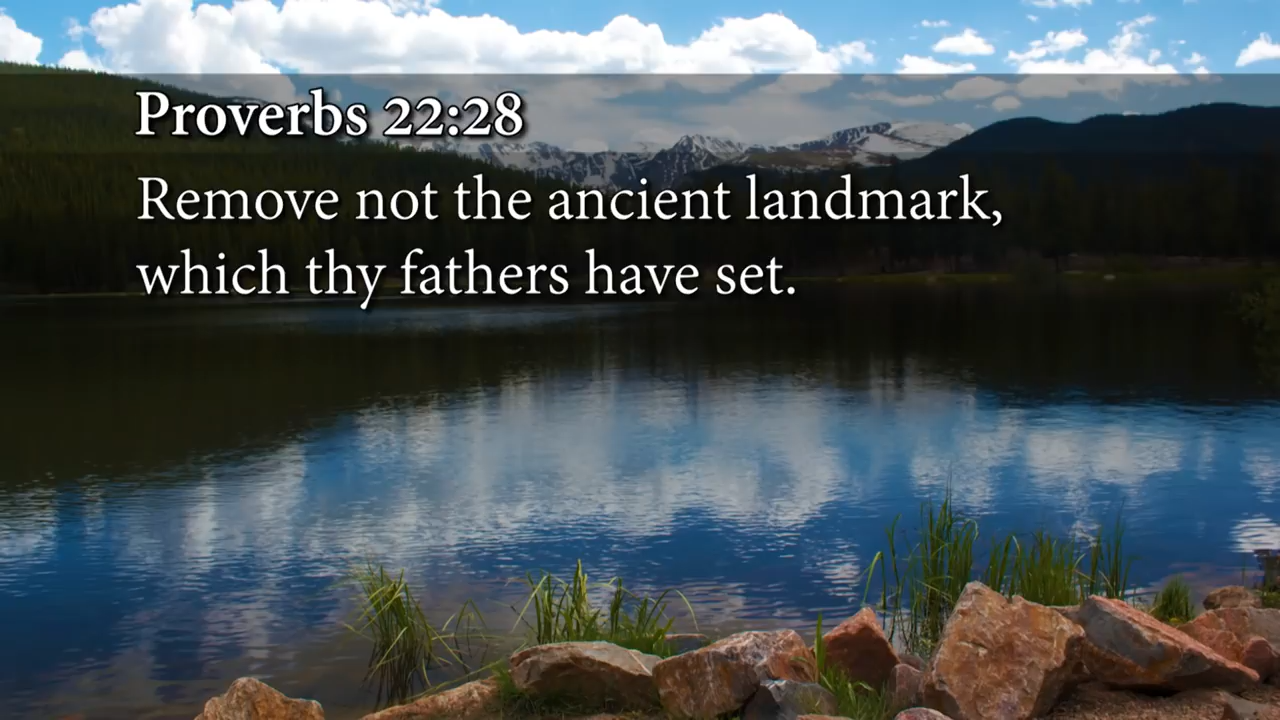 Proverbs 22:28
Remove not the ancient landmark,
which thy fathers have set.